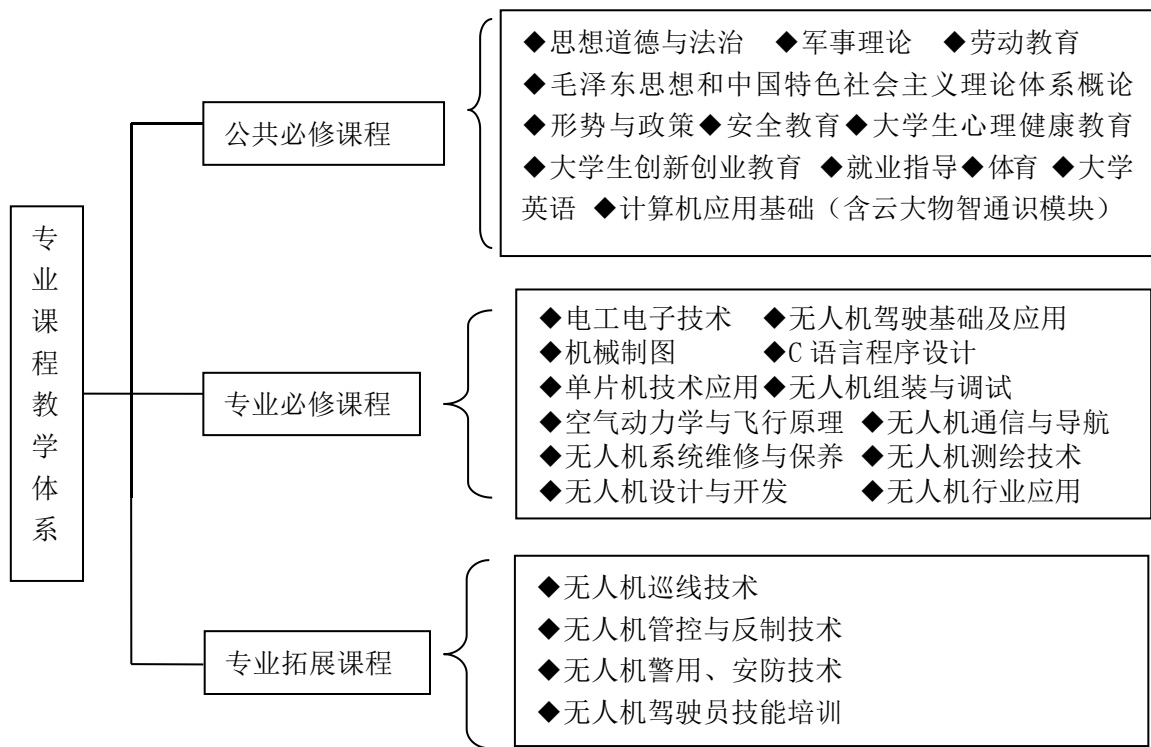 专业课程教学体系
公共必修课程
◆思想道德与法治 ◆军事理论 ◆劳动教育
◆毛泽东思想和中国特色社会主义理论体系概论
◆形势与政策◆安全教育◆大学生心理健康教育
◆大学生创新创业教育 ◆就业指导◆体育 ◆大学
英语 ◆计算机应用基础（含云大物智通识模块）
专业必修课程
◆电工电子技术 ◆无人机驾驶基础及应用
◆机械制图 ◆C 语言程序设计
◆单片机技术应用◆无人机组装与调试
◆空气动力学与飞行原理 ◆无人机通信与导航
◆无人机系统维修与保养 ◆无人机测绘技术
◆无人机设计与开发 ◆无人机行业应用
专业拓展课程
◆无人机巡线技术
◆无人机管控与反制技术
◆无人机警用、安防技术
◆无人机驾驶员技能培训